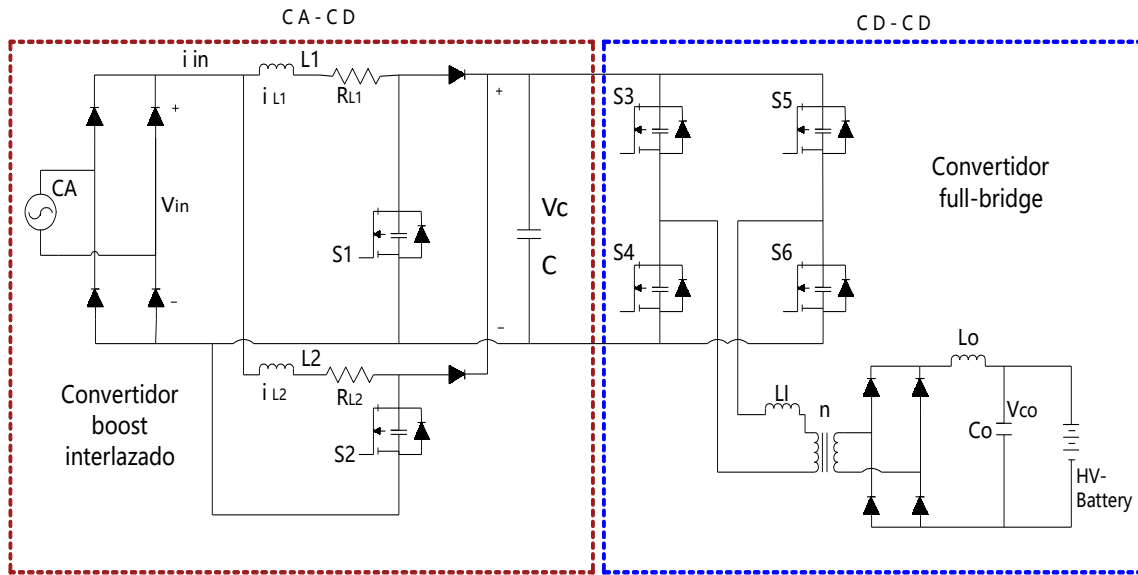 CA-CD
CD-CD
i in
L1
i L1
RL1
+
+
S3
S5
CA
Vin
S1
Vc
C
Convertidor
full-bridge
S4
S6
−
−
L2
i L2
RL2
Convertidor
boost
interlazado
S2
Lo
Ll
n
Vco
Co
HV-
Battery